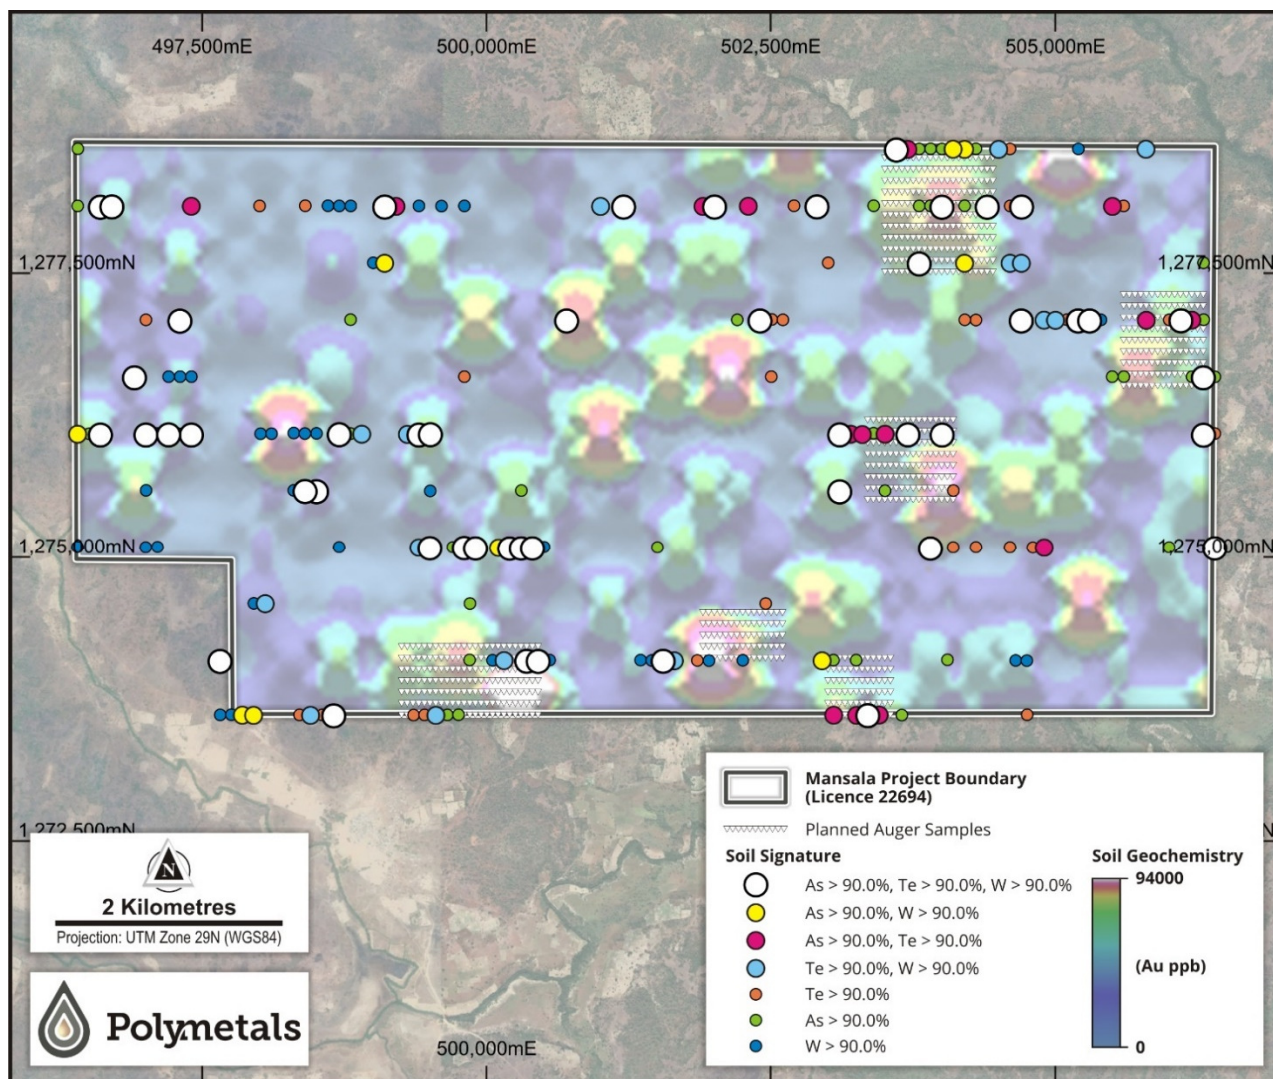 497,500mE 500,000mE 502,500mE 505,000mE
1,277,500mN 1,277,500mN
1,275,000mN 1,275,000mN
1,272,500mN N
N
2 Kilometres
Projection: UTM Zone 29N (WGS84)
Polymetals
500,000mE
Mansala Project Boundary
(Licence 22694)
Planned Auger Samples
Soil Signature
As > 90.0%, Te > 90.0%, W > 90.0%
As > 90.0%, W > 90.0%
As > 90.0%, Te > 90.0%
Te > 90.0%, W > 90.0%
Te > 90.0%
As > 90.0%
W > 90.0%
Soil Geochemistry
94000
(Au ppb)
0